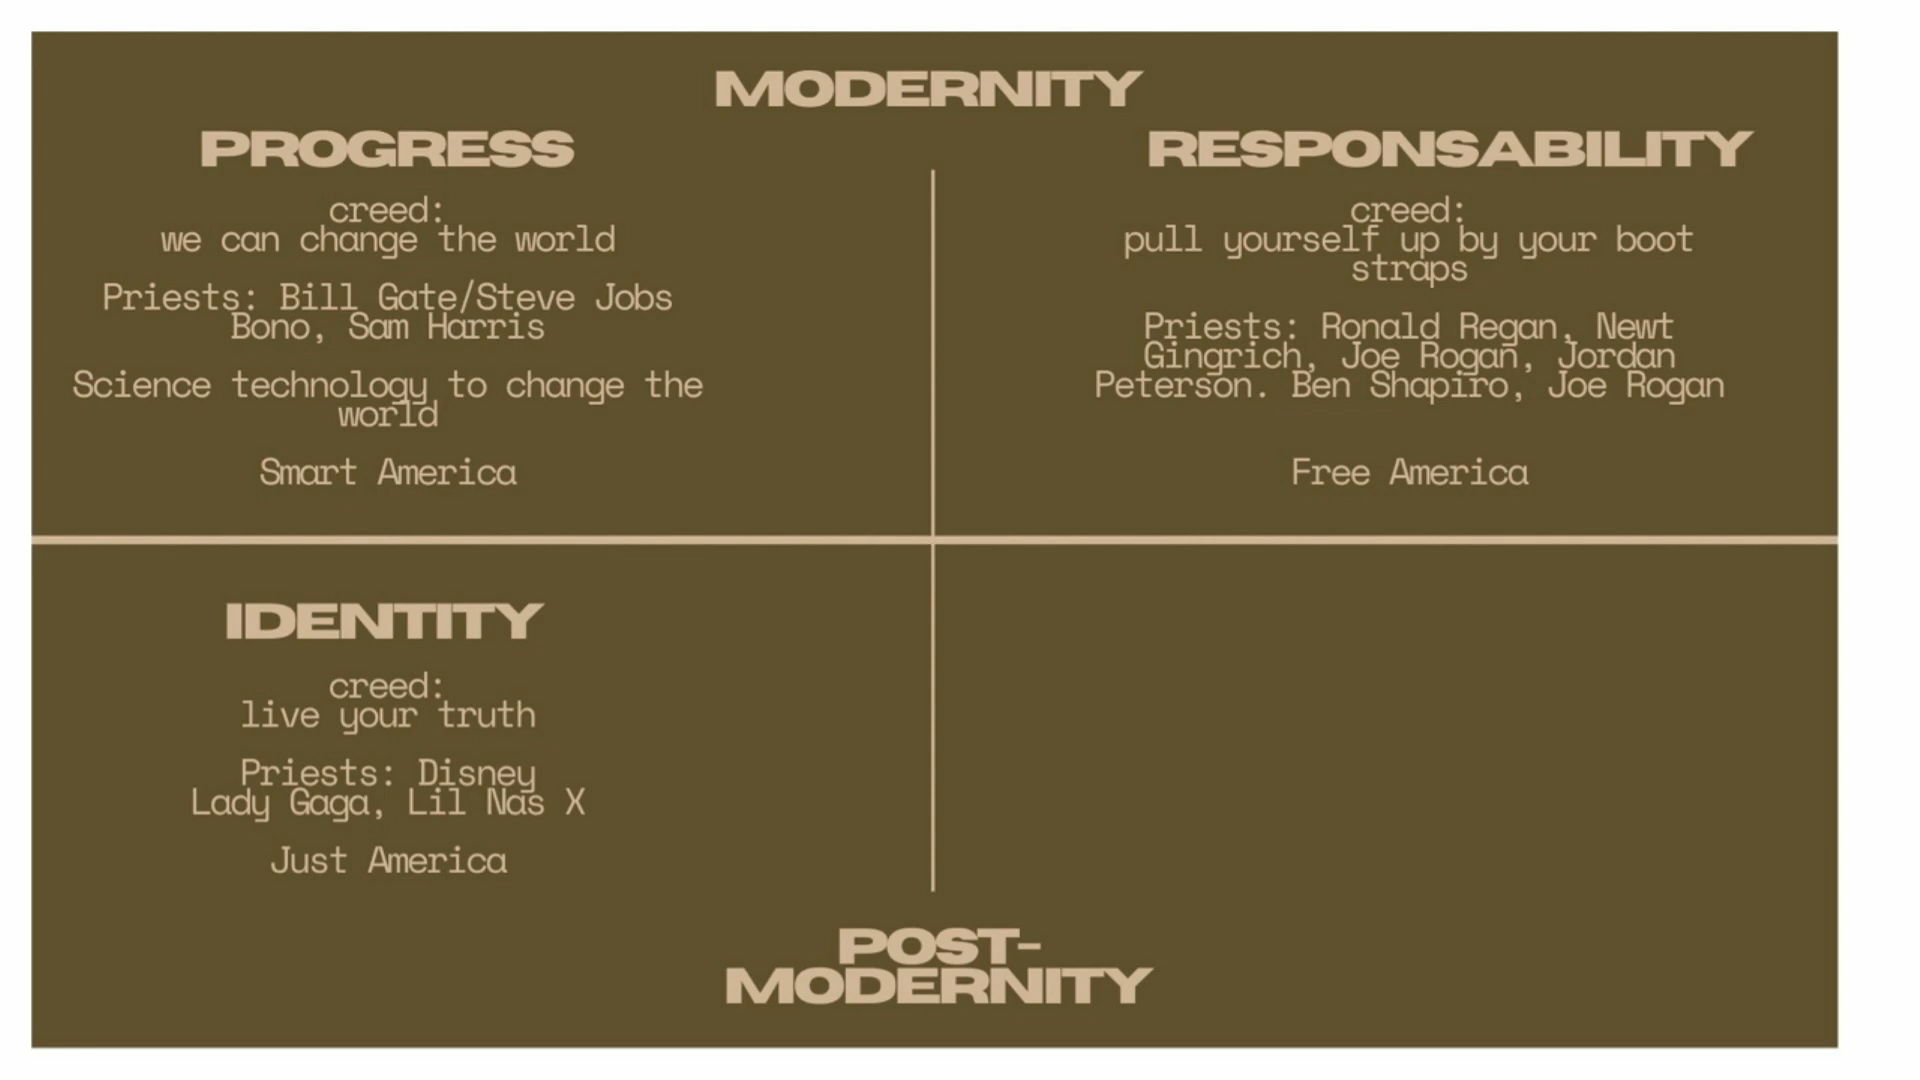 MODERNITY
PROGRESS
creed:
we can change the world
Priests: Bill Gate/Steve Jobs
Bono, Sam Harris
Science technology to change the
world
Smart America
RESPONSABILITY
creed:
pull yourself up by your boot
straps
Priests: Ronald Regan, Newt
Gingrich, Joe Rogan, Jordan
Peterson. Ben Shapiro, Joe Rogan
Free America
IDENTITY
creed:
live your truth
Priests: Disney
Lady Gaga, Lil Nas X
Just America
POST-
MODERNITY